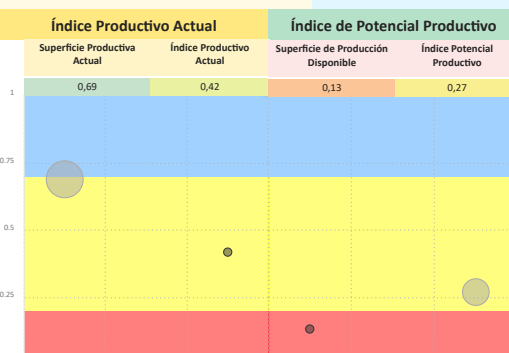 Índice Productivo Actual
Índice de Potencial Productivo
Superficie Productiva
Actual
Índice Productivo
Actual
Superficie de Producción
Disponible
Índice Potencial
Productivo
0,69
0,42
0,13
0,27
1
0.75
0.5
0.25